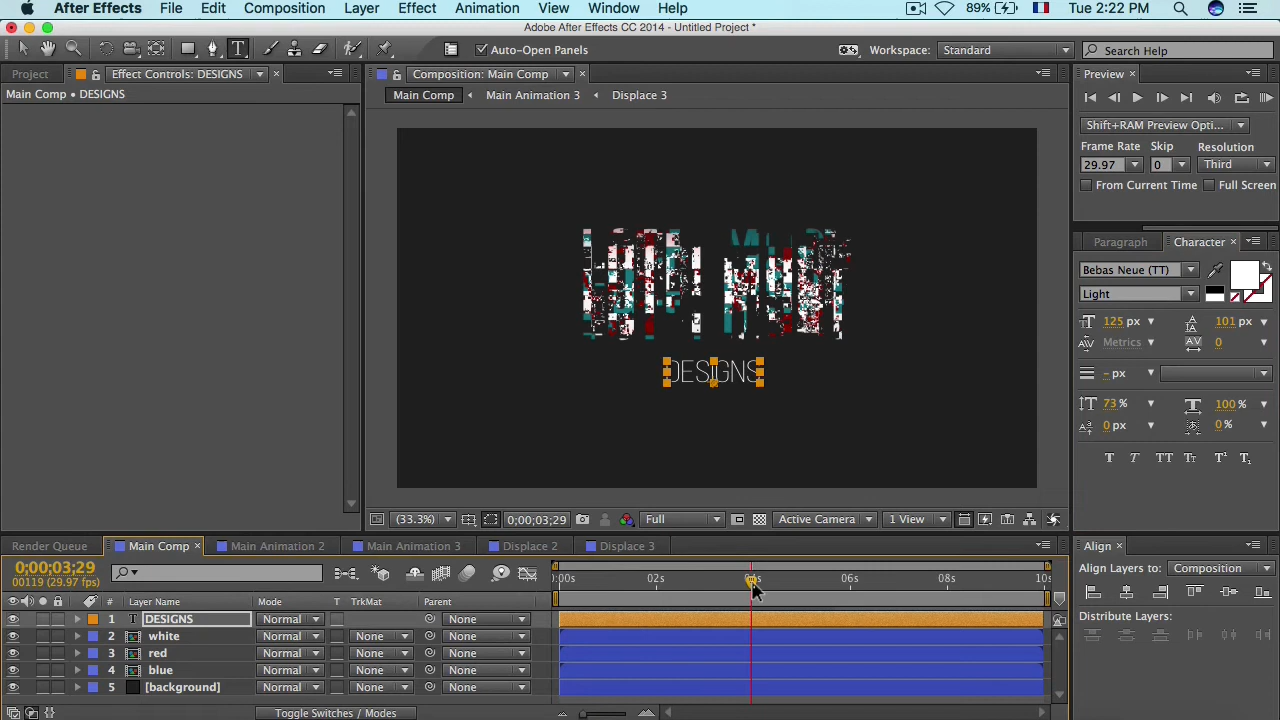 After Effects File Edit Composition Layer Effect Animation View Window Help 89% Tue 2:22 PM
Adobe After Effects CC 2014 - Untitled Project *
T Auto-Open Panels Workspace: Standard Search Help
Project Effect Controls: DESIGNS × Composition: Main Comp × Preview ×
Main Comp • DESIGNS
Main Comp Main Animation 3 Displace 3
Shift+RAM Preview Opti...
Frame Rate Skip Resolution
29.97 0 Third
From Current Time Full Screen
Paragraph Character ×
Bebas Neue (TT)
Light
125 px 101 px
Metrics 0
- px
73 % 100 %
0 px 0 %
T T TT Tт T¹ T₁
DESIGNS
(33.3%) 0;00;03;29 Full Active Camera 1 View
Render Queue Main Comp × Main Animation 2 Main Animation 3 Displace 2 Displace 3 Align ×
0;00;03;29
00119 (29.97 fps)
0:00s 02s 04s 06s 08s 10s
Align Layers to: Composition
# Layer Name Mode T TrkMat Parent
1 T DESIGNS Normal None
2 white Normal None None
3 red Normal None None
4 blue Normal None None
5 [background] Normal None None
Distribute Layers:
Toggle Switches / Modes